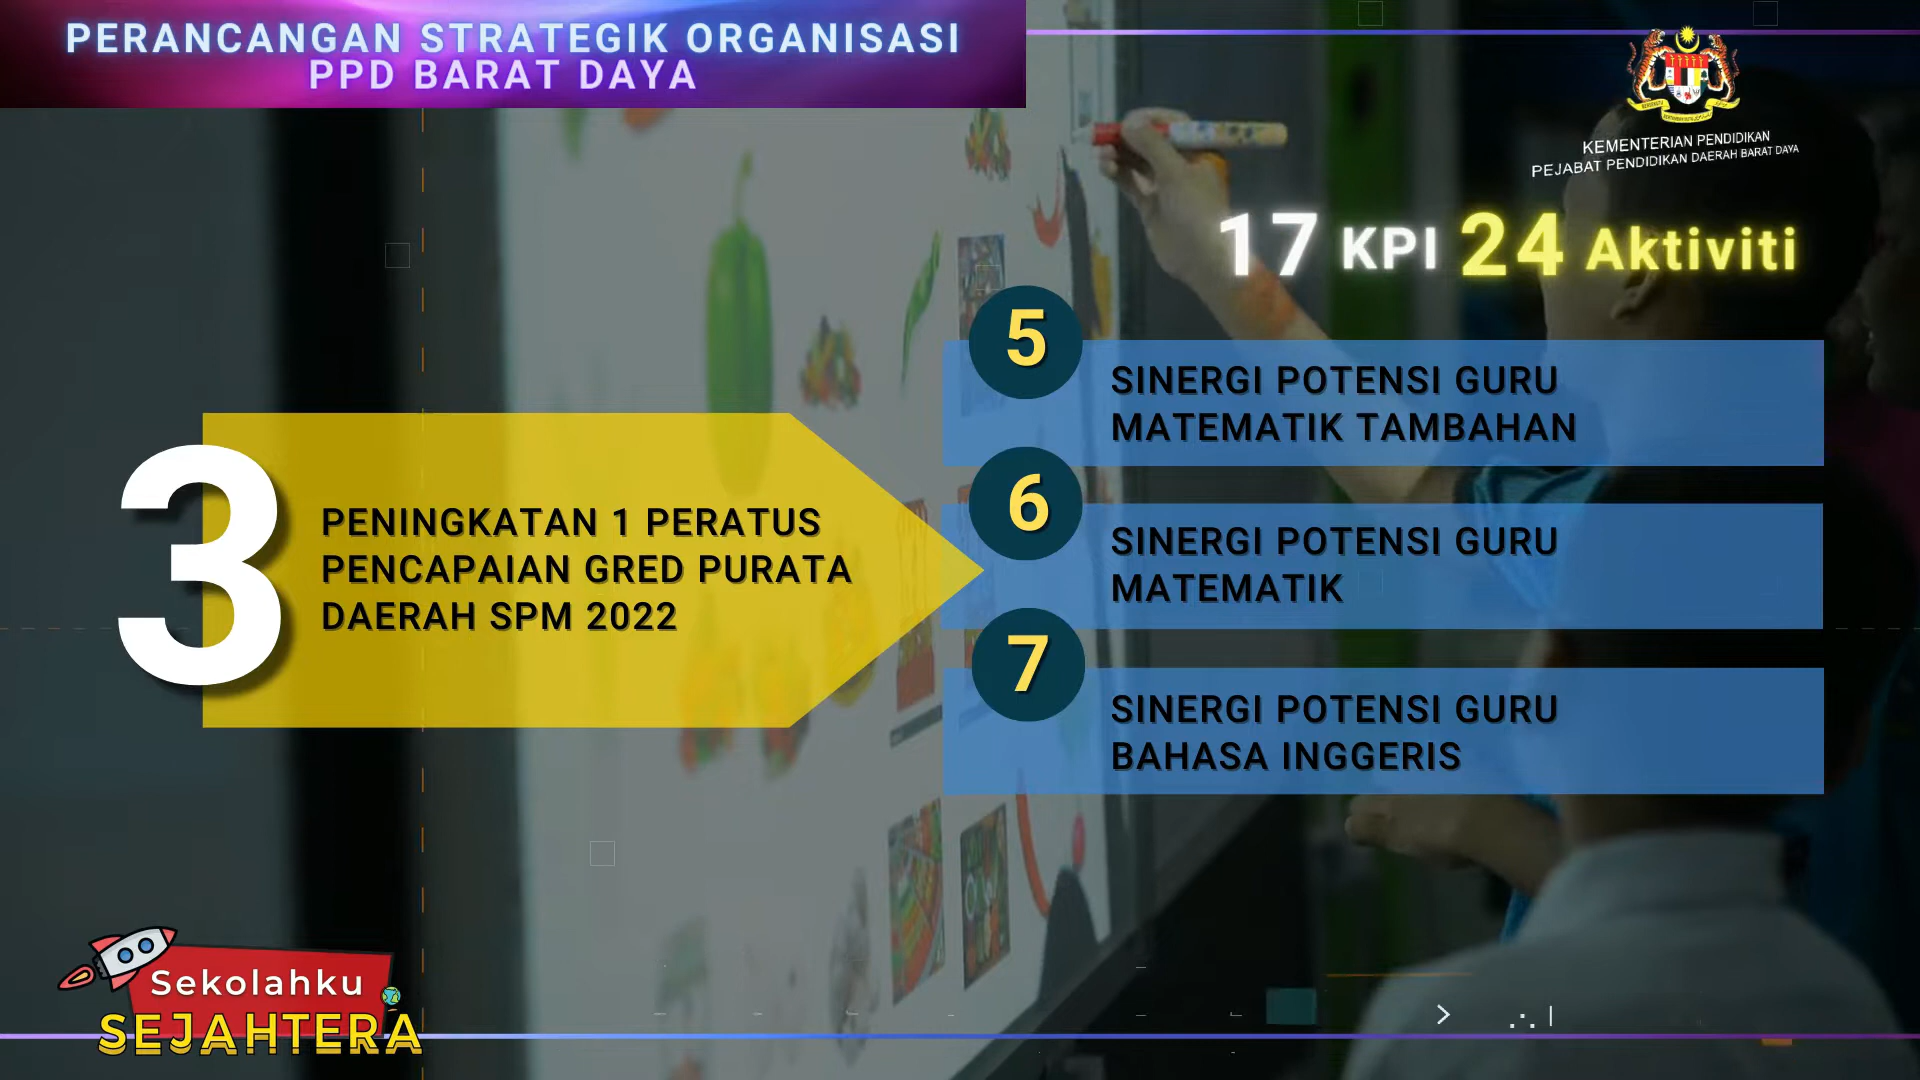 PERANCANGAN STRATEGIK ORGANISASI
PPD BARAT DAYA
KEMENTERIAN PENDIDIKAN
PEJABAT PENDIDIKAN DAERAH BARAT DAYA
17 KPI 24 Aktiviti
3
PENINGKATAN 1 PERATUS
PENCAPAIAN GRED PURATA
DAERAH SPM 2022
5
SINERGI POTENSI GURU
MATEMATIK TAMBAHAN
6
SINERGI POTENSI GURU
MATEMATIK
7
SINERGI POTENSI GURU
BAHASA INGGERIS
Sekolahku
SEJAHTERA